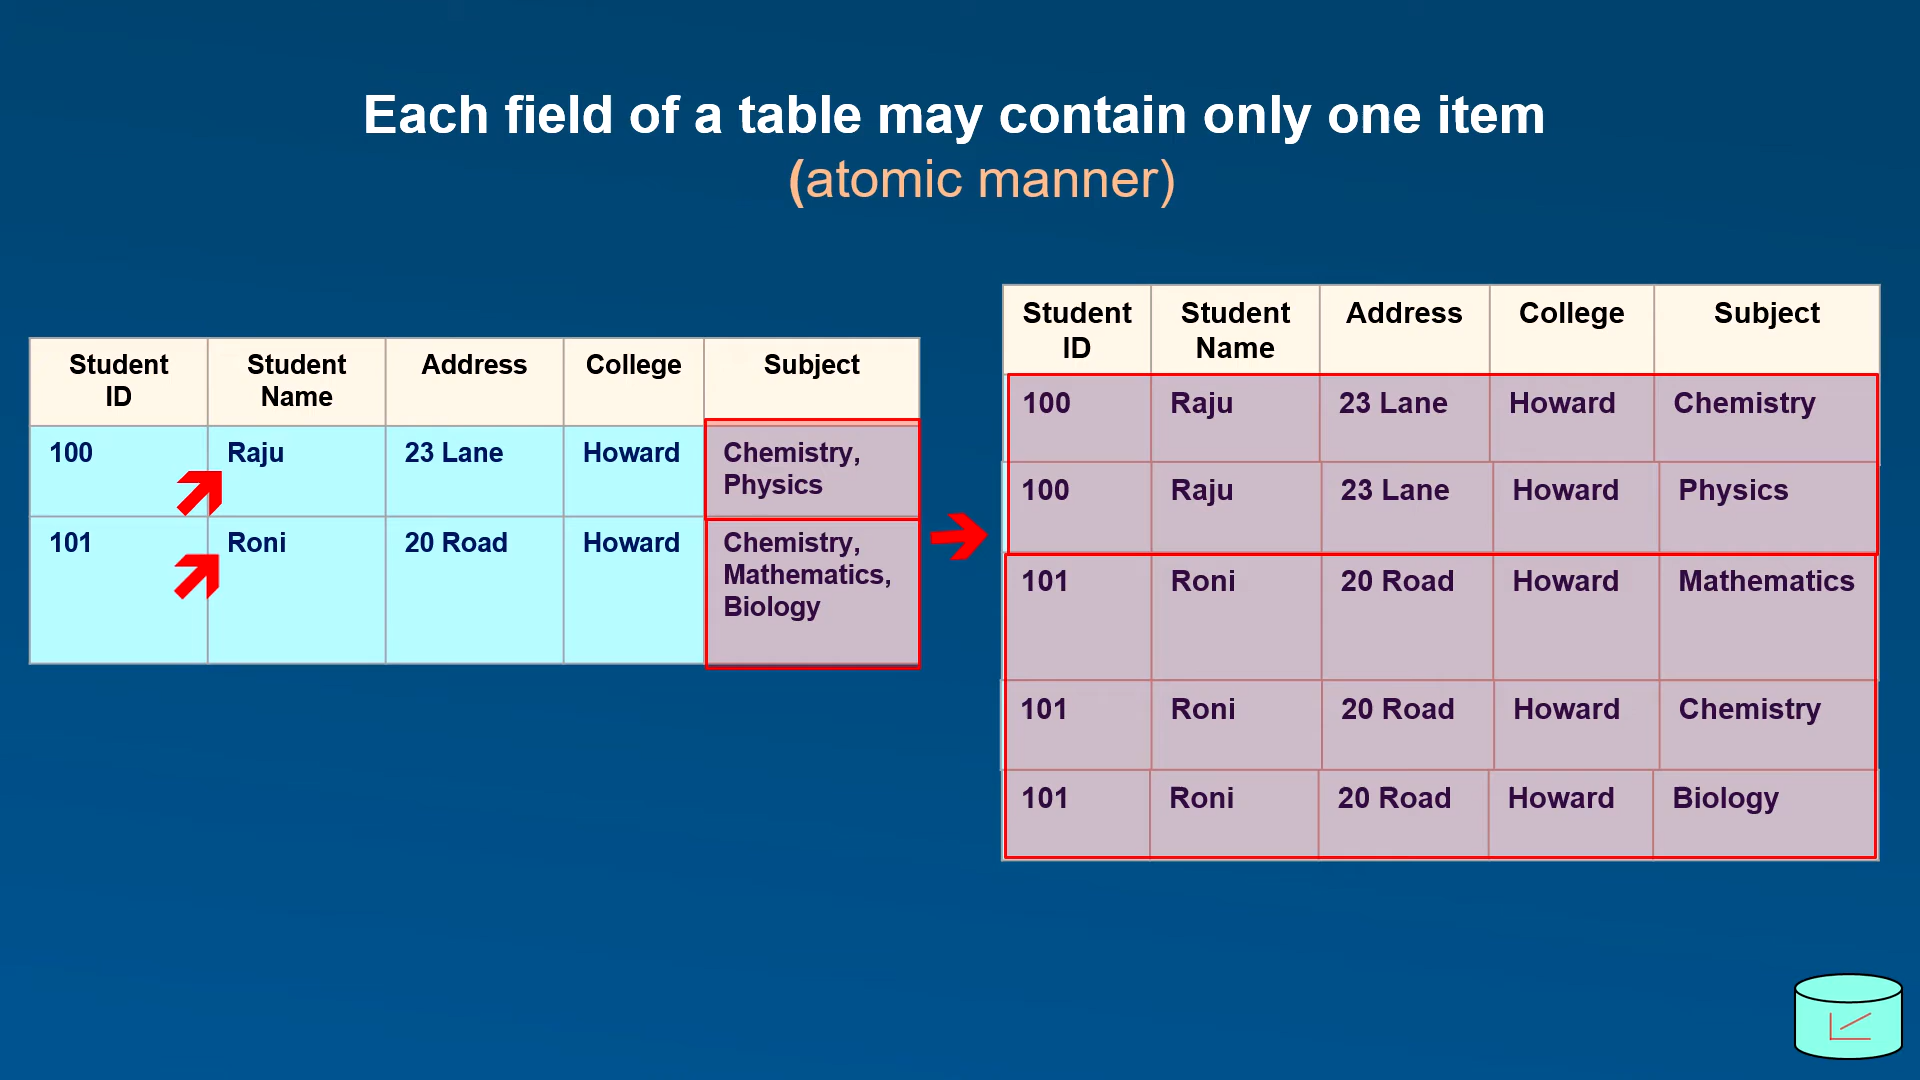 Each field of a table may contain only one item
(atomic manner)
Student ID Student Name Address College Subject
100 Raju 23 Lane Howard Chemistry, Physics
101 Roni 20 Road Howard Chemistry, Mathematics, Biology
Student ID Student Name Address College Subject
100 Raju 23 Lane Howard Chemistry
100 Raju 23 Lane Howard Physics
101 Roni 20 Road Howard Mathematics
101 Roni 20 Road Howard Chemistry
101 Roni 20 Road Howard Biology